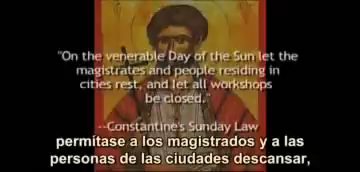 "On the venerable Day of the Sun let the
magistrates and people residing in
cities rest, and let all workshops
be closed."
--Constantine's Sunday Law
permítase a los magistrados y a las
personas de las ciudades descansar,